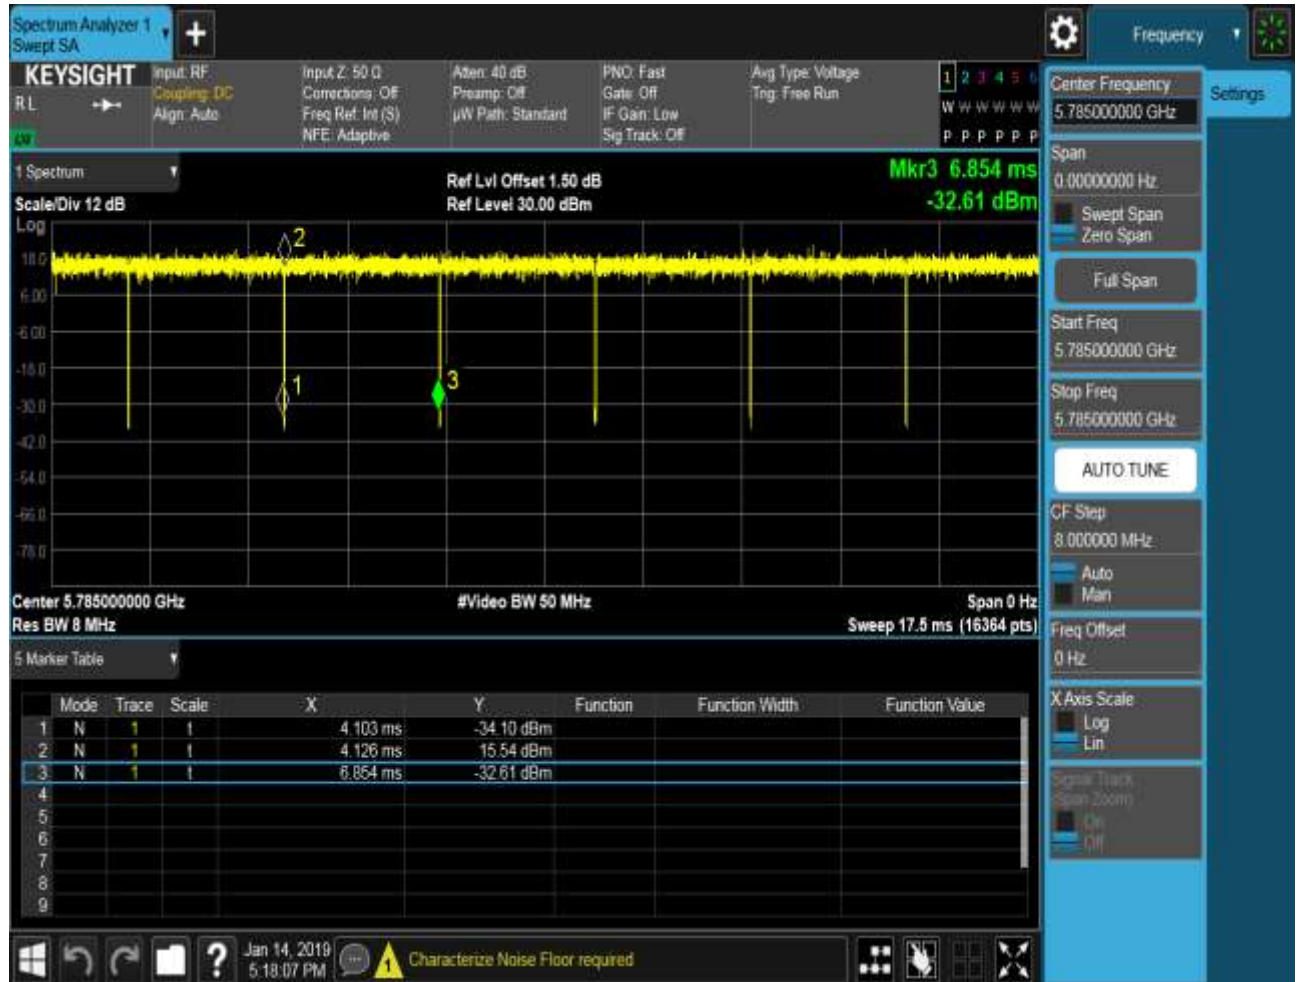 Spectrum Analyzer 1
Swept SA
Frequency
KEYSIGHT
R L
Input: RF
Coupling: DC
Align: Auto
Input Z: 50 Ω
Corrections: Off
Freq Ref: Int (S)
NFE: Adaptive
Atten: 40 dB
Preamp: Off
µW Path: Standard
PNO: Fast
Gate: Off
IF Gain: Low
Sig Track: Off
Avg Type: Voltage
Trig: Free Run
1 2 3 4 5 6
W W W W W W
P P P P P P
1 Spectrum
Scale/Div 12 dB
Ref Lvl Offset 1.50 dB
Ref Level 30.00 dBm
Mkr3 6.854 ms
-32.61 dBm
Log
18.0
6.00
-6.00
-18.0
-30.0
-42.0
-54.0
-66.0
-78.0
2
1
3
Center 5.785000000 GHz
#Video BW 50 MHz
Span 0 Hz
Res BW 8 MHz
Sweep 17.5 ms (16364 pts)
5 Marker Table
Mode Trace Scale X Y Function Function Width Function Value
1 N 1 t 4.103 ms -34.10 dBm
2 N 1 t 4.126 ms 15.54 dBm
3 N 1 t 6.854 ms -32.61 dBm
4
5
6
7
8
9
Jan 14, 2019
5:18:07 PM
1
Characterize Noise Floor required
?
Center Frequency
5.785000000 GHz
Settings
Span
0.00000000 Hz
Swept Span
Zero Span
Full Span
Start Freq
5.785000000 GHz
Stop Freq
5.785000000 GHz
AUTO TUNE
CF Step
8.000000 MHz
Auto
Man
Freq Offset
0 Hz
X Axis Scale
Log
Lin
Signal Track
(Span Zoom)
On
Off